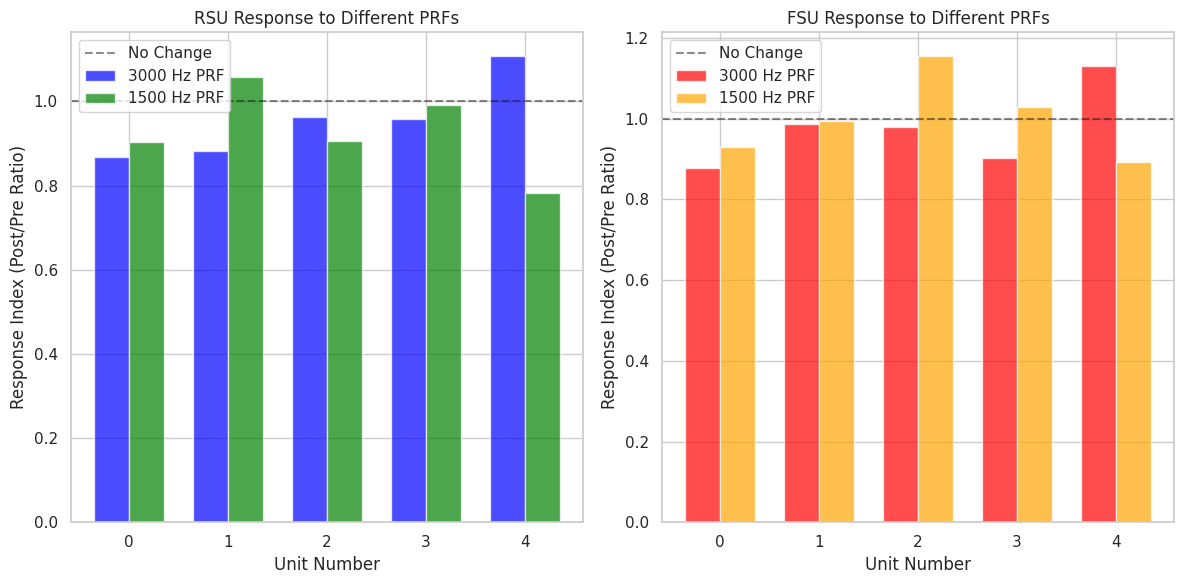 RSU Response to Different PRFs
No Change
3000 Hz PRF
1500 Hz PRF
Response Index (Post/Pre Ratio)
1.0
0.8
0.6
0.4
0.2
0.0
0 1 2 3 4
Unit Number
FSU Response to Different PRFs
No Change
3000 Hz PRF
1500 Hz PRF
Response Index (Post/Pre Ratio)
1.2
1.0
0.8
0.6
0.4
0.2
0.0
0 1 2 3 4
Unit Number